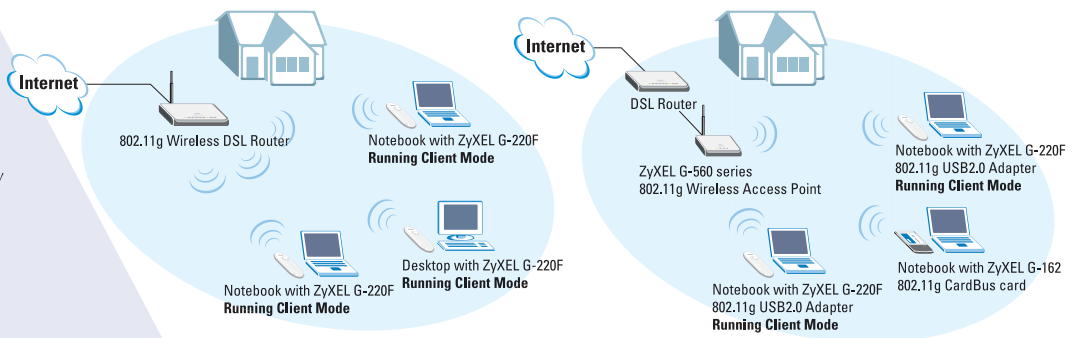 Internet
802.11g Wireless DSL Router
Notebook with ZyXEL G-220F
Running Client Mode
Desktop with ZyXEL G-220F
Running Client Mode
Notebook with ZyXEL G-220F
Running Client Mode
Internet
DSL Router
ZyXEL G-560 series
802.11g Wireless Access Point
Notebook with ZyXEL G-220F
802.11g USB2.0 Adapter
Running Client Mode
Notebook with ZyXEL G-162
802.11g CardBus card
Notebook with ZyXEL G-220F
802.11g USB2.0 Adapter
Running Client Mode